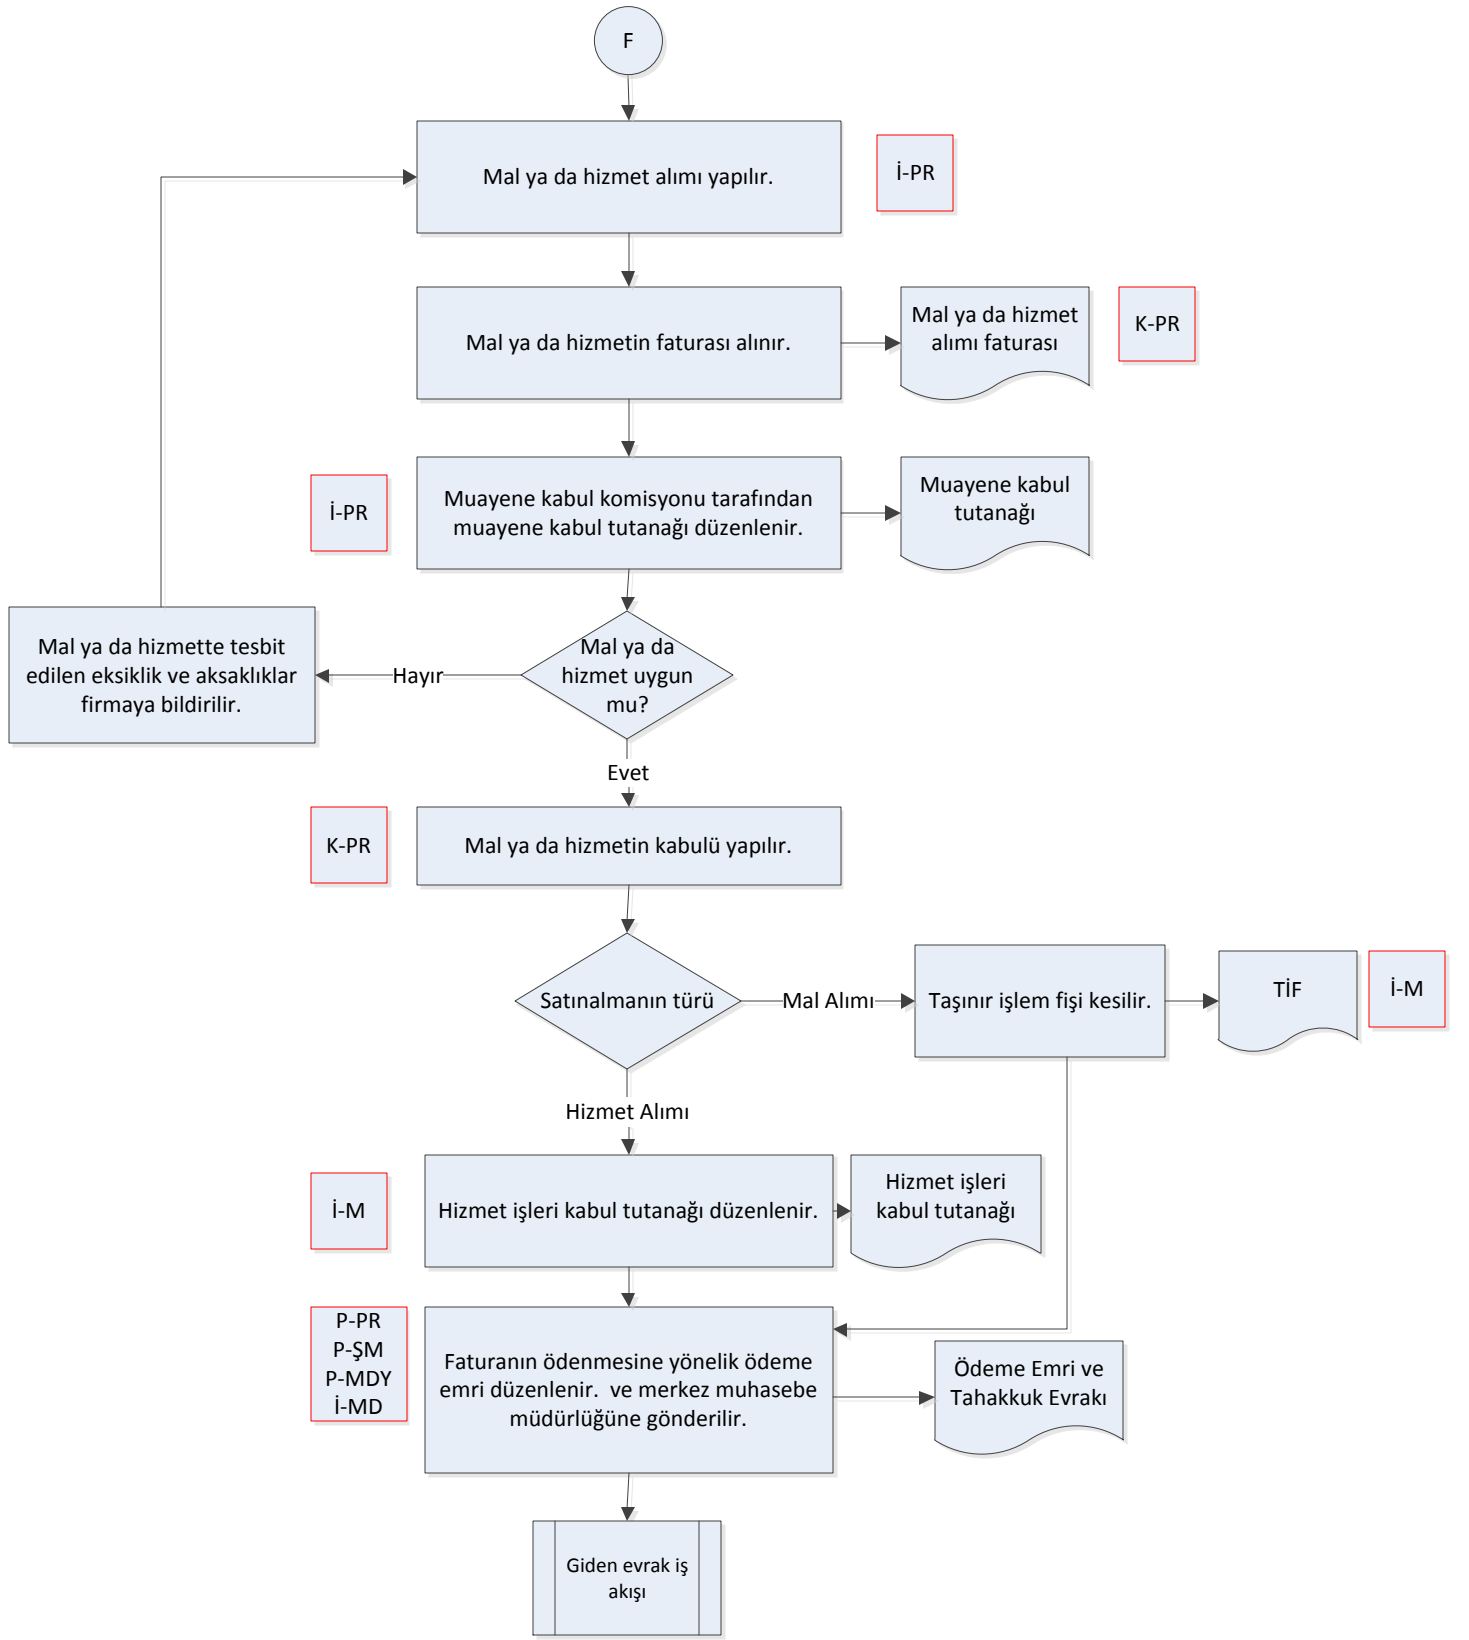 F
Mal ya da hizmet alımı yapılır.
İ-PR
Mal ya da hizmetin faturası alınır.
Mal ya da hizmet
alımı faturası
K-PR
İ-PR
Muayene kabul komisyonu tarafından
muayene kabul tutanağı düzenlenir.
Muayene kabul
tutanağı
Mal ya da hizmette tesbit
edilen eksiklik ve aksaklıklar
firmaya bildirilir.
Hayır
Mal ya da
hizmet uygun
mu?
Evet
K-PR
Mal ya da hizmetin kabulü yapılır.
Satınalmanın türü
Mal Alımı
Taşınır işlem fişi kesilir.
TİF
İ-M
Hizmet Alımı
İ-M
Hizmet işleri kabul tutanağı düzenlenir.
Hizmet işleri
kabul tutanağı
P-PR
P-ŞM
P-MDY
İ-MD
Faturanın ödenmesine yönelik ödeme
emri düzenlenir.  ve merkez muhasebe
müdürlüğüne gönderilir.
Ödeme Emri ve
Tahakkuk Evrakı
Giden evrak iş
akışı